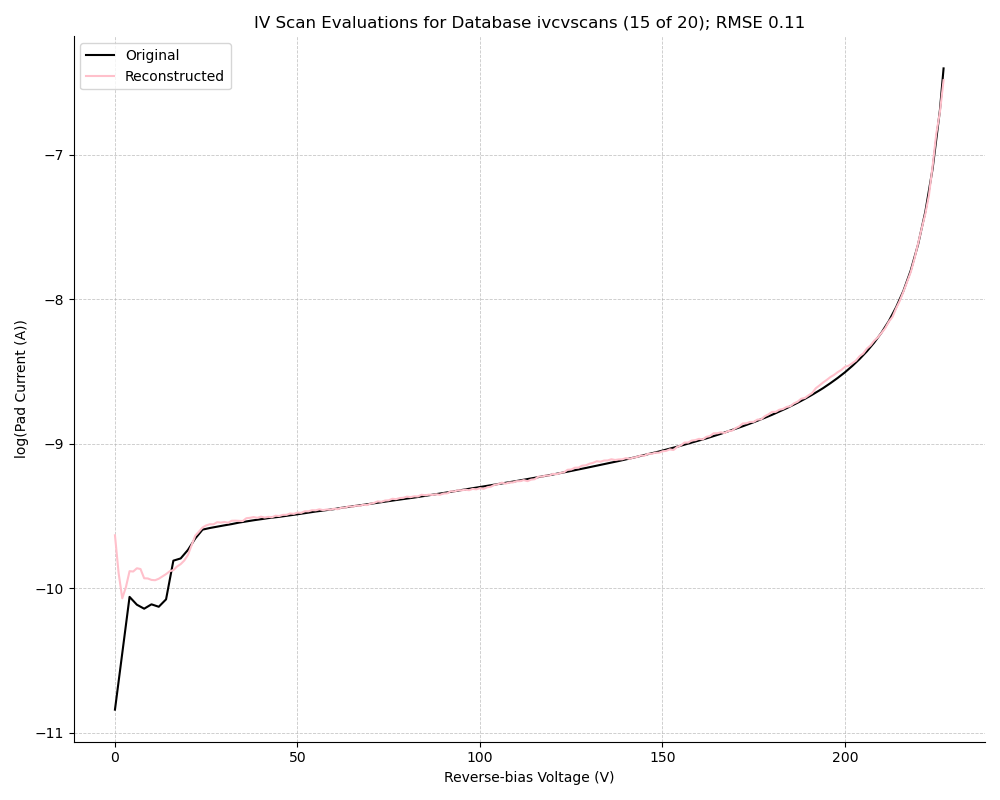 IV Scan Evaluations for Database ivcvscans (15 of 20); RMSE 0.11
Original
Reconstructed
log(Pad Current (A))
−7
−8
−9
−10
−11
0
50
100
150
200
Reverse-bias Voltage (V)